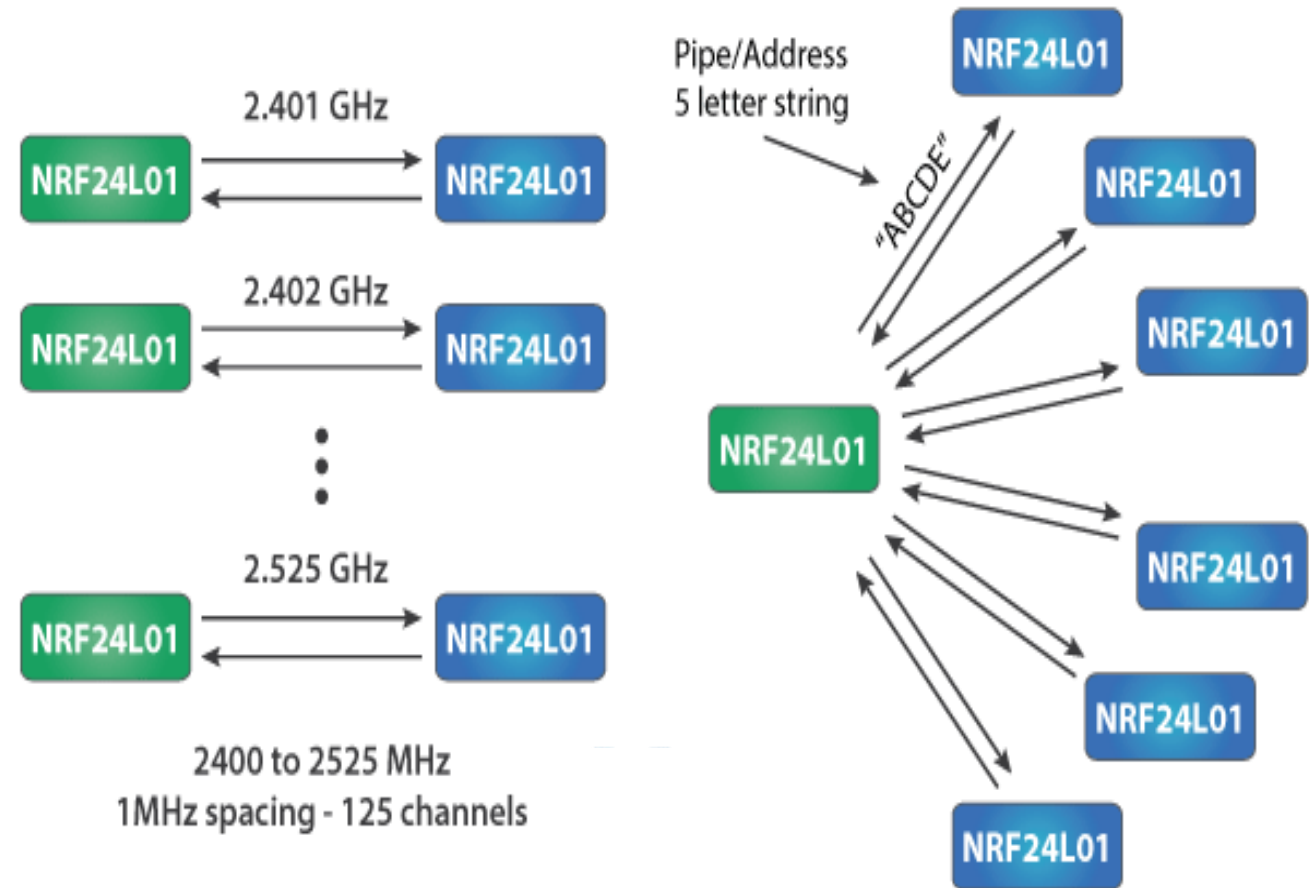 2.401 GHz
NRF24L01
NRF24L01
2.402 GHz
NRF24L01
NRF24L01
2.525 GHz
NRF24L01
NRF24L01
2400 to 2525 MHz
1MHz spacing - 125 channels
Pipe/Address
5 letter string
"ABCDE"
NRF24L01
NRF24L01
NRF24L01
NRF24L01
NRF24L01
NRF24L01
NRF24L01